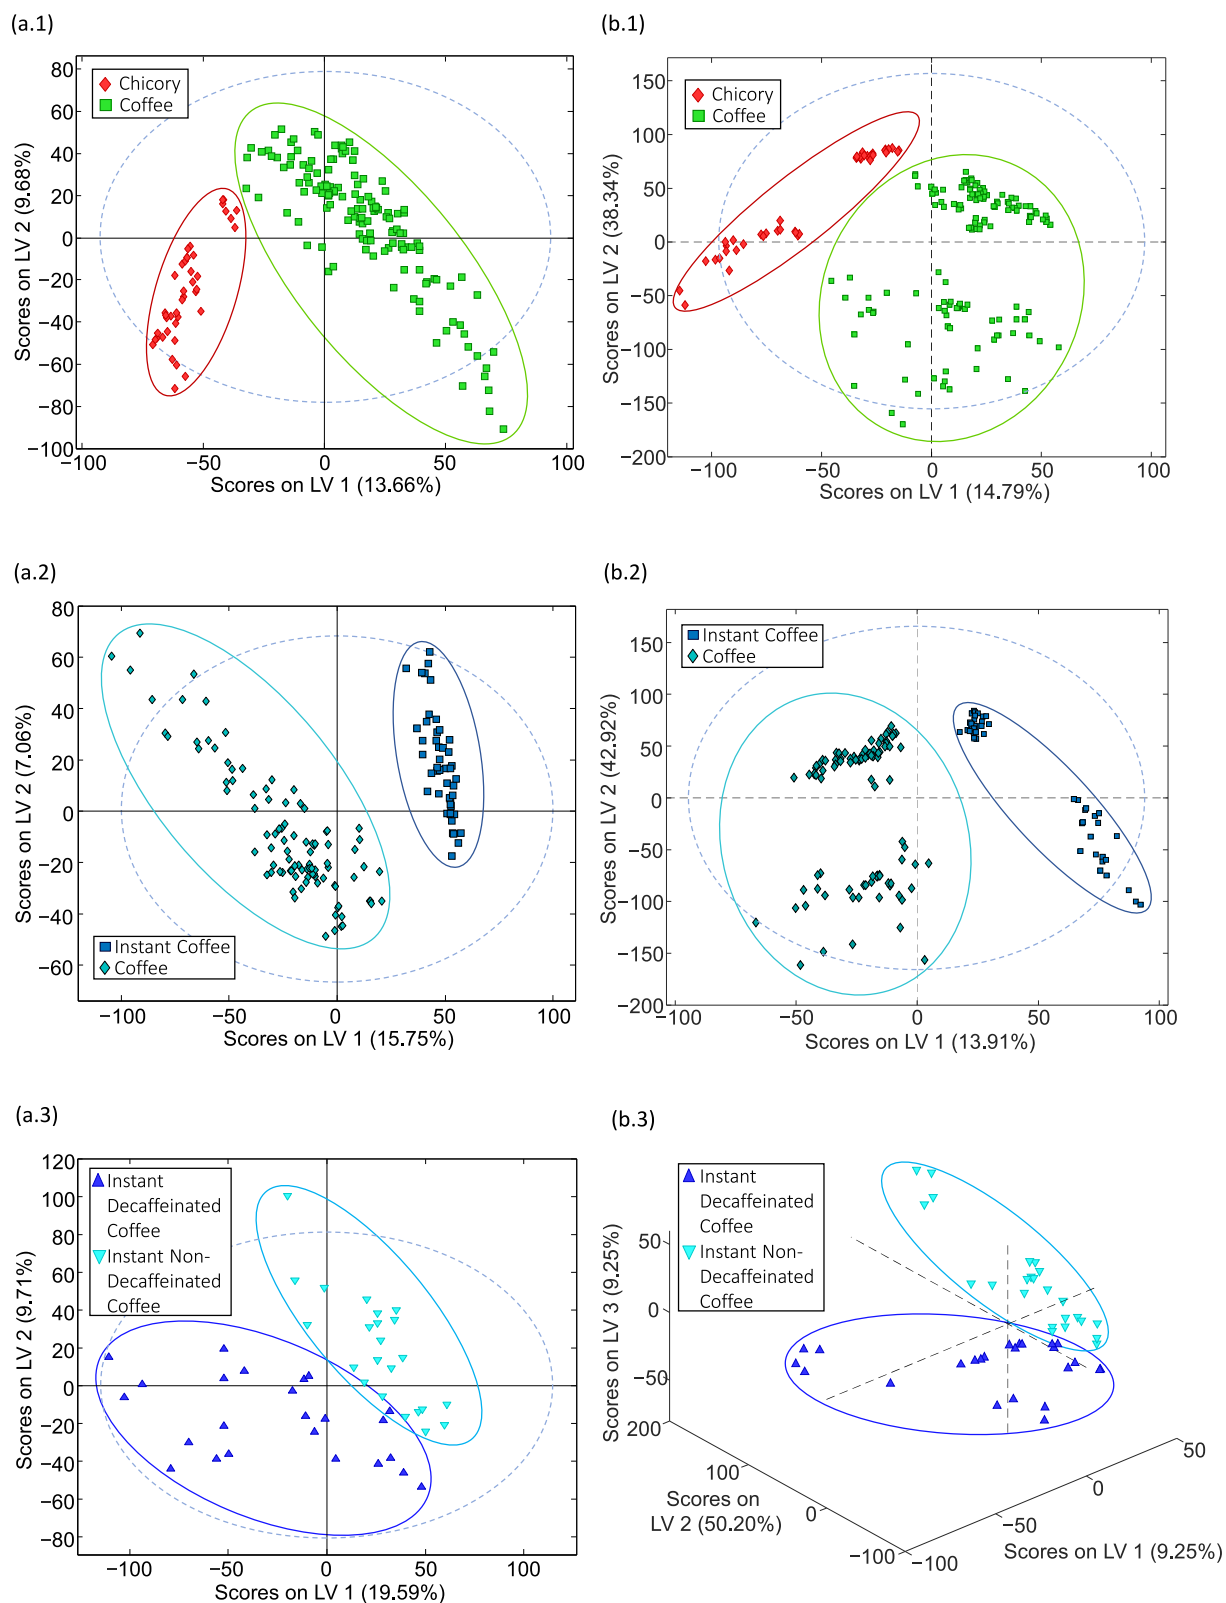 (a.1)
80
60
40
20
0
−20
−40
−60
−80
−100
Scores on LV 2 (9.68%)
Chicory
Coffee
−100
−50
0
50
100
Scores on LV 1 (13.66%)
(b.1)
150
100
50
0
−50
−100
−150
−200
Scores on LV 2 (38.34%)
Chicory
Coffee
−100
−50
0
50
100
Scores on LV 1 (14.79%)
(a.2)
80
60
40
20
0
−20
−40
−60
Scores on LV 2 (7.06%)
Instant Coffee
Coffee
−100
−50
0
50
100
Scores on LV 1 (15.75%)
(b.2)
150
100
50
0
−50
−100
−150
−200
Scores on LV 2 (42.92%)
Instant Coffee
Coffee
−100
−50
0
50
100
Scores on LV 1 (13.91%)
(a.3)
120
100
80
60
40
20
0
−20
−40
−60
−80
Scores on LV 2 (9.71%)
Instant
Decaffeinated
Coffee
Instant Non-
Decaffeinated
Coffee
−100
−50
0
50
100
Scores on LV 1 (19.59%)
(b.3)
Instant
Decaffeinated
Coffee
Instant Non-
Decaffeinated
Coffee
50
0
−50
Scores on LV 3 (9.25%)
200
100
0
−100
Scores on
LV 2 (50.20%)
−100
−50
0
50
Scores on LV 1 (9.25%)